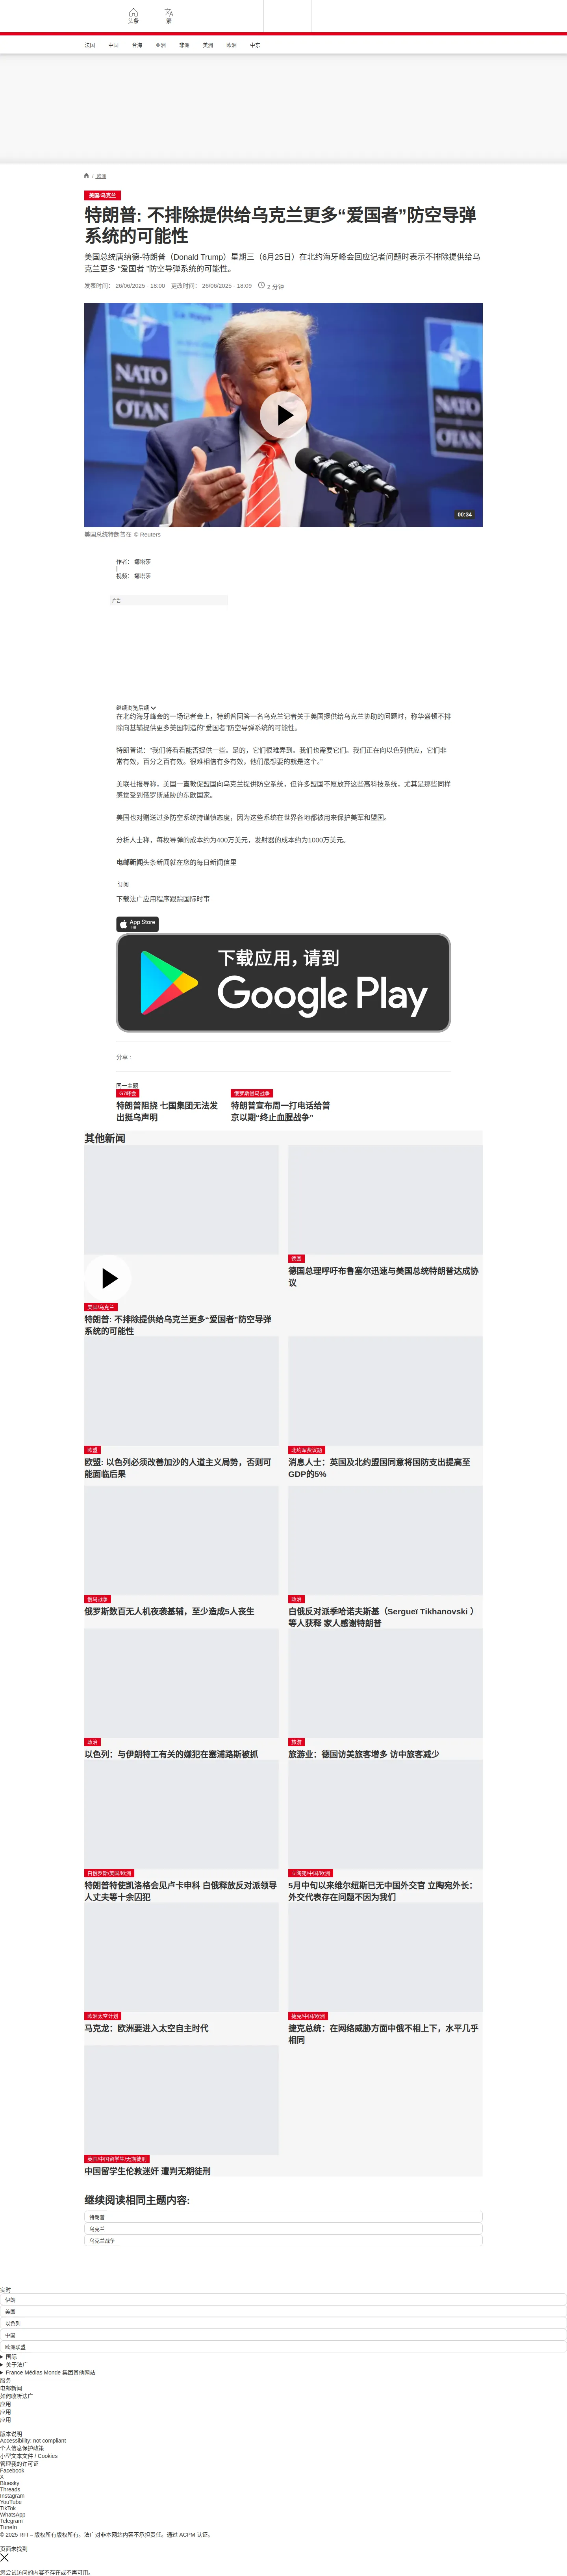 头条
繁
法国 中国 台海 亚洲 非洲 美洲 欧洲 中东
/ 欧洲
美国/乌克兰
特朗普: 不排除提供给乌克兰更多“爱国者”防空导弹
系统的可能性
美国总统唐纳德-特朗普（Donald Trump）星期三（6月25日）在北约海牙峰会回应记者问题时表示不排除提供给乌
克兰更多 “爱国者 ”防空导弹系统的可能性。
发表时间： 26/06/2025 - 18:00 更改时间： 26/06/2025 - 18:09 2 分钟
NATO
OTAN
NATO
OTAN
00:34
美国总统特朗普在 © Reuters
作者： 娜塔莎
|
视频： 娜塔莎
广告
继续浏览后续
在北约海牙峰会的一场记者会上，特朗普回答一名乌克兰记者关于美国提供给乌克兰协助的问题时，称华盛顿不排
除向基辅提供更多美国制造的“爱国者”防空导弹系统的可能性。
特朗普说：“我们将看看能否提供一些。是的，它们很难弄到。我们也需要它们。我们正在向以色列供应，它们非
常有效，百分之百有效。很难相信有多有效，他们最想要的就是这个。”
美联社报导称，美国一直敦促盟国向乌克兰提供防空系统，但许多盟国不愿放弃这些高科技系统，尤其是那些同样
感觉受到俄罗斯威胁的东欧国家。
美国也对赠送过多防空系统持谨慎态度，因为这些系统在世界各地都被用来保护美军和盟国。
分析人士称，每枚导弹的成本约为400万美元，发射器的成本约为1000万美元。
电邮新闻头条新闻就在您的每日新闻信里
订阅
下载法广应用程序跟踪国际时事
App Store
下载
下载应用，请到
Google Play
分享 :
同一主题
G7峰会
特朗普阻挠 七国集团无法发
出挺乌声明
俄罗斯侵乌战争
特朗普宣布周一打电话给普
京以期“终止血腥战争”
其他新闻
美国/乌克兰
特朗普: 不排除提供给乌克兰更多“爱国者”防空导弹
系统的可能性
德国
德国总理呼吁布鲁塞尔迅速与美国总统特朗普达成协
议
欧盟
欧盟: 以色列必须改善加沙的人道主义局势，否则可
能面临后果
北约军费议题
消息人士：英国及北约盟国同意将国防支出提高至
GDP的5%
俄乌战争
俄罗斯数百无人机夜袭基辅，至少造成5人丧生
政治
白俄反对派季哈诺夫斯基（Sergueï Tikhanovski ）
等人获释 家人感谢特朗普
政治
以色列：与伊朗特工有关的嫌犯在塞浦路斯被抓
旅游
旅游业：德国访美旅客增多 访中旅客减少
白俄罗斯/美国/欧洲
特朗普特使凯洛格会见卢卡申科 白俄释放反对派领导
人丈夫等十余囚犯
立陶宛/中国/欧洲
5月中旬以来维尔纽斯已无中国外交官 立陶宛外长：
外交代表存在问题不因为我们
欧洲太空计划
马克龙：欧洲要进入太空自主时代
捷克/中国/欧洲
捷克总统：在网络威胁方面中俄不相上下，水平几乎
相同
英国/中国留学生/无期徒刑
中国留学生伦敦迷奸 遭判无期徒刑
继续阅读相同主题内容:
特朗普
乌克兰
乌克兰战争
实时
伊朗
美国
以色列
中国
欧洲联盟
国际
关于法广
France Médias Monde 集团其他网站
服务
电邮新闻
如何收听法广
应用
应用
应用
版本说明
Accessibility: not compliant
个人信息保护政策
小型文本文件 / Cookies
管理我的许可证
Facebook
X
Bluesky
Threads
Instagram
YouTube
TikTok
WhatsApp
Telegram
TuneIn
© 2025 RFI – 版权所有版权所有。法广对非本网站内容不承担责任。通过 ACPM 认证。
页面未找到
您尝试访问的内容不存在或不再可用。